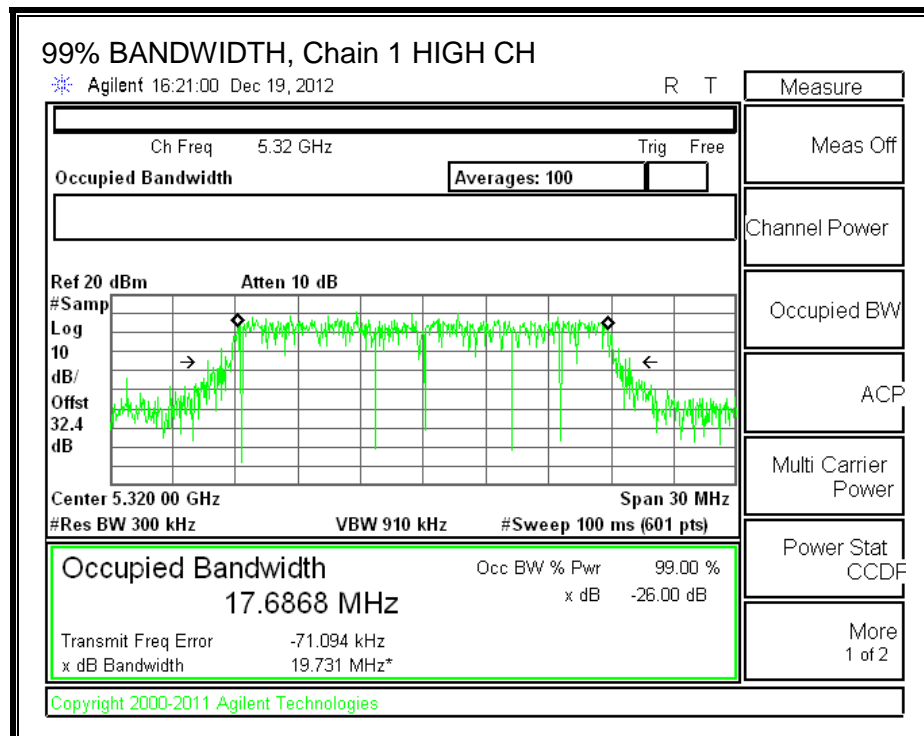 99% BANDWIDTH, Chain 1 HIGH CH
Agilent 16:21:00 Dec 19, 2012 R T
Measure
Ch Freq 5.32 GHz Trig Free
Occupied Bandwidth Averages: 100
Ref 20 dBm Atten 10 dB
#Samp
Log
10
dB/
Offst
32.4
dB
Center 5.320 00 GHz Span 30 MHz
#Res BW 300 kHz VBW 910 kHz #Sweep 100 ms (601 pts)
Occupied Bandwidth Occ BW % Pwr 99.00 %
17.6868 MHz x dB -26.00 dB
Transmit Freq Error -71.094 kHz
x dB Bandwidth 19.731 MHz*
Meas Off
Channel Power
Occupied BW
ACP
Multi Carrier
Power
Power Stat
CCDF
More
1 of 2
Copyright 2000-2011 Agilent Technologies